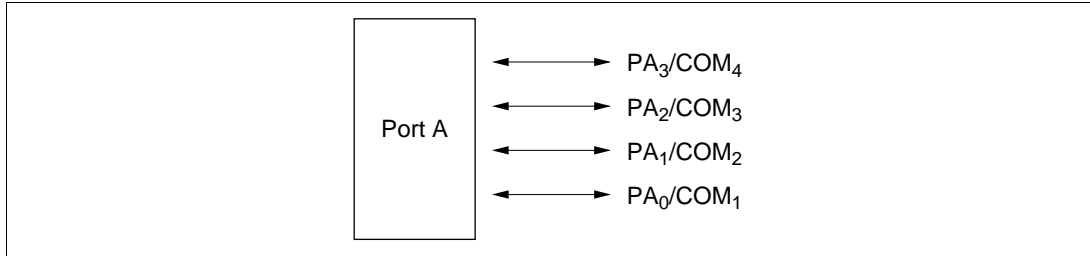 Port A
PA₃/COM₄
PA₂/COM₃
PA₁/COM₂
PA₀/COM₁